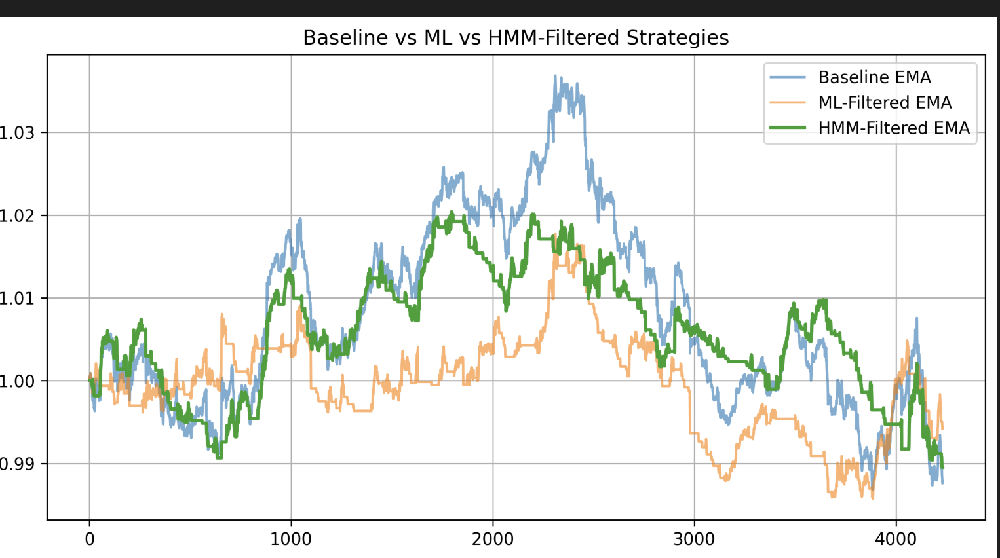 Baseline vs ML vs HMM-Filtered Strategies
Baseline EMA
ML-Filtered EMA
HMM-Filtered EMA
1.03
1.02
1.01
1.00
0.99
0
1000
2000
3000
4000